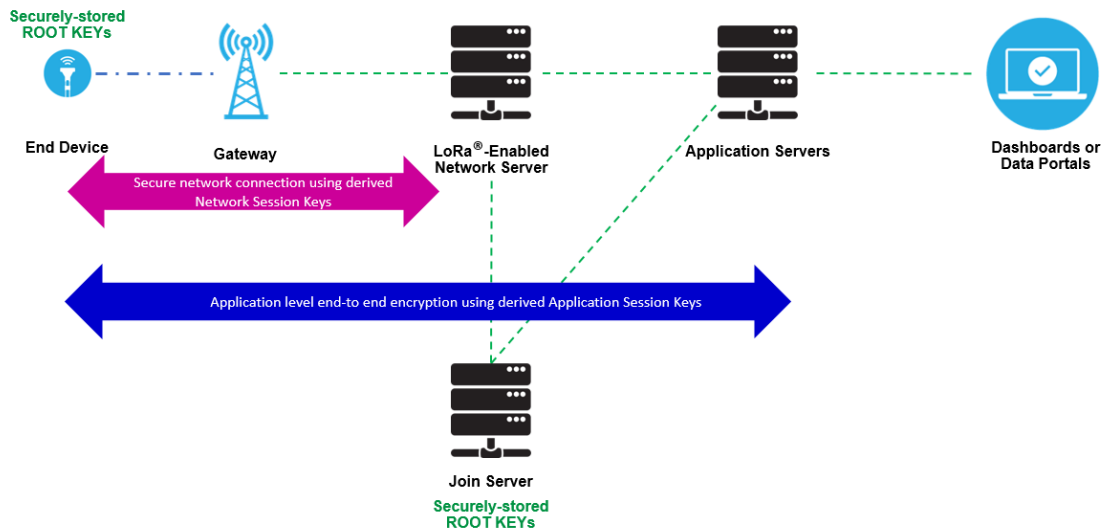 Securely-stored
ROOT KEYs
End Device
Gateway
LoRa®-Enabled
Network Server
Application Servers
Dashboards or
Data Portals
Secure network connection using derived
Network Session Keys
Application level end-to end encryption using derived Application Session Keys
Join Server
Securely-stored
ROOT KEYs